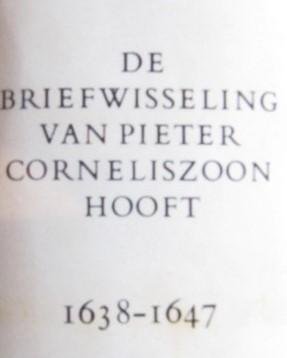 DE
BRIEFWISSELING
VAN PIETER
CORNELISZOON
HOOFT
1638-1647